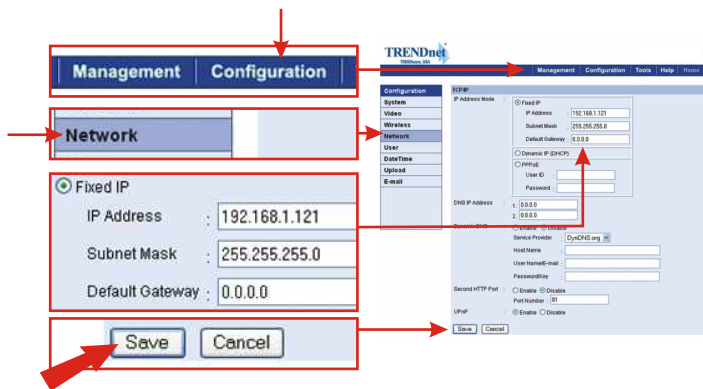 Management Configuration
Network
Fixed IP
IP Address : 192.168.1.121
Subnet Mask : 255.255.255.0
Default Gateway : 0.0.0.0
Save Cancel
TRENDnet
TRENDware, USA
Management Configuration Tools Help Home
Configuration
System
Video
Wireless
Network
User
DateTime
Upload
E-mail
TCP/IP
IP Address Mode :
Fixed IP
IP Address : 192.168.1.121
Subnet Mask : 255.255.255.0
Default Gateway : 0.0.0.0
Dynamic IP (DHCP)
PPPoE
User ID :
Password :
DNS IP Address : 1. 0.0.0.0
2. 0.0.0.0
Dynamic DNS : Enable Disable
Service Provider : DynDNS.org
Host Name :
User Name/E-mail :
Password/Key :
Second HTTP Port : Enable Disable
Port Number : 81
UPnP : Enable Disable
Save Cancel